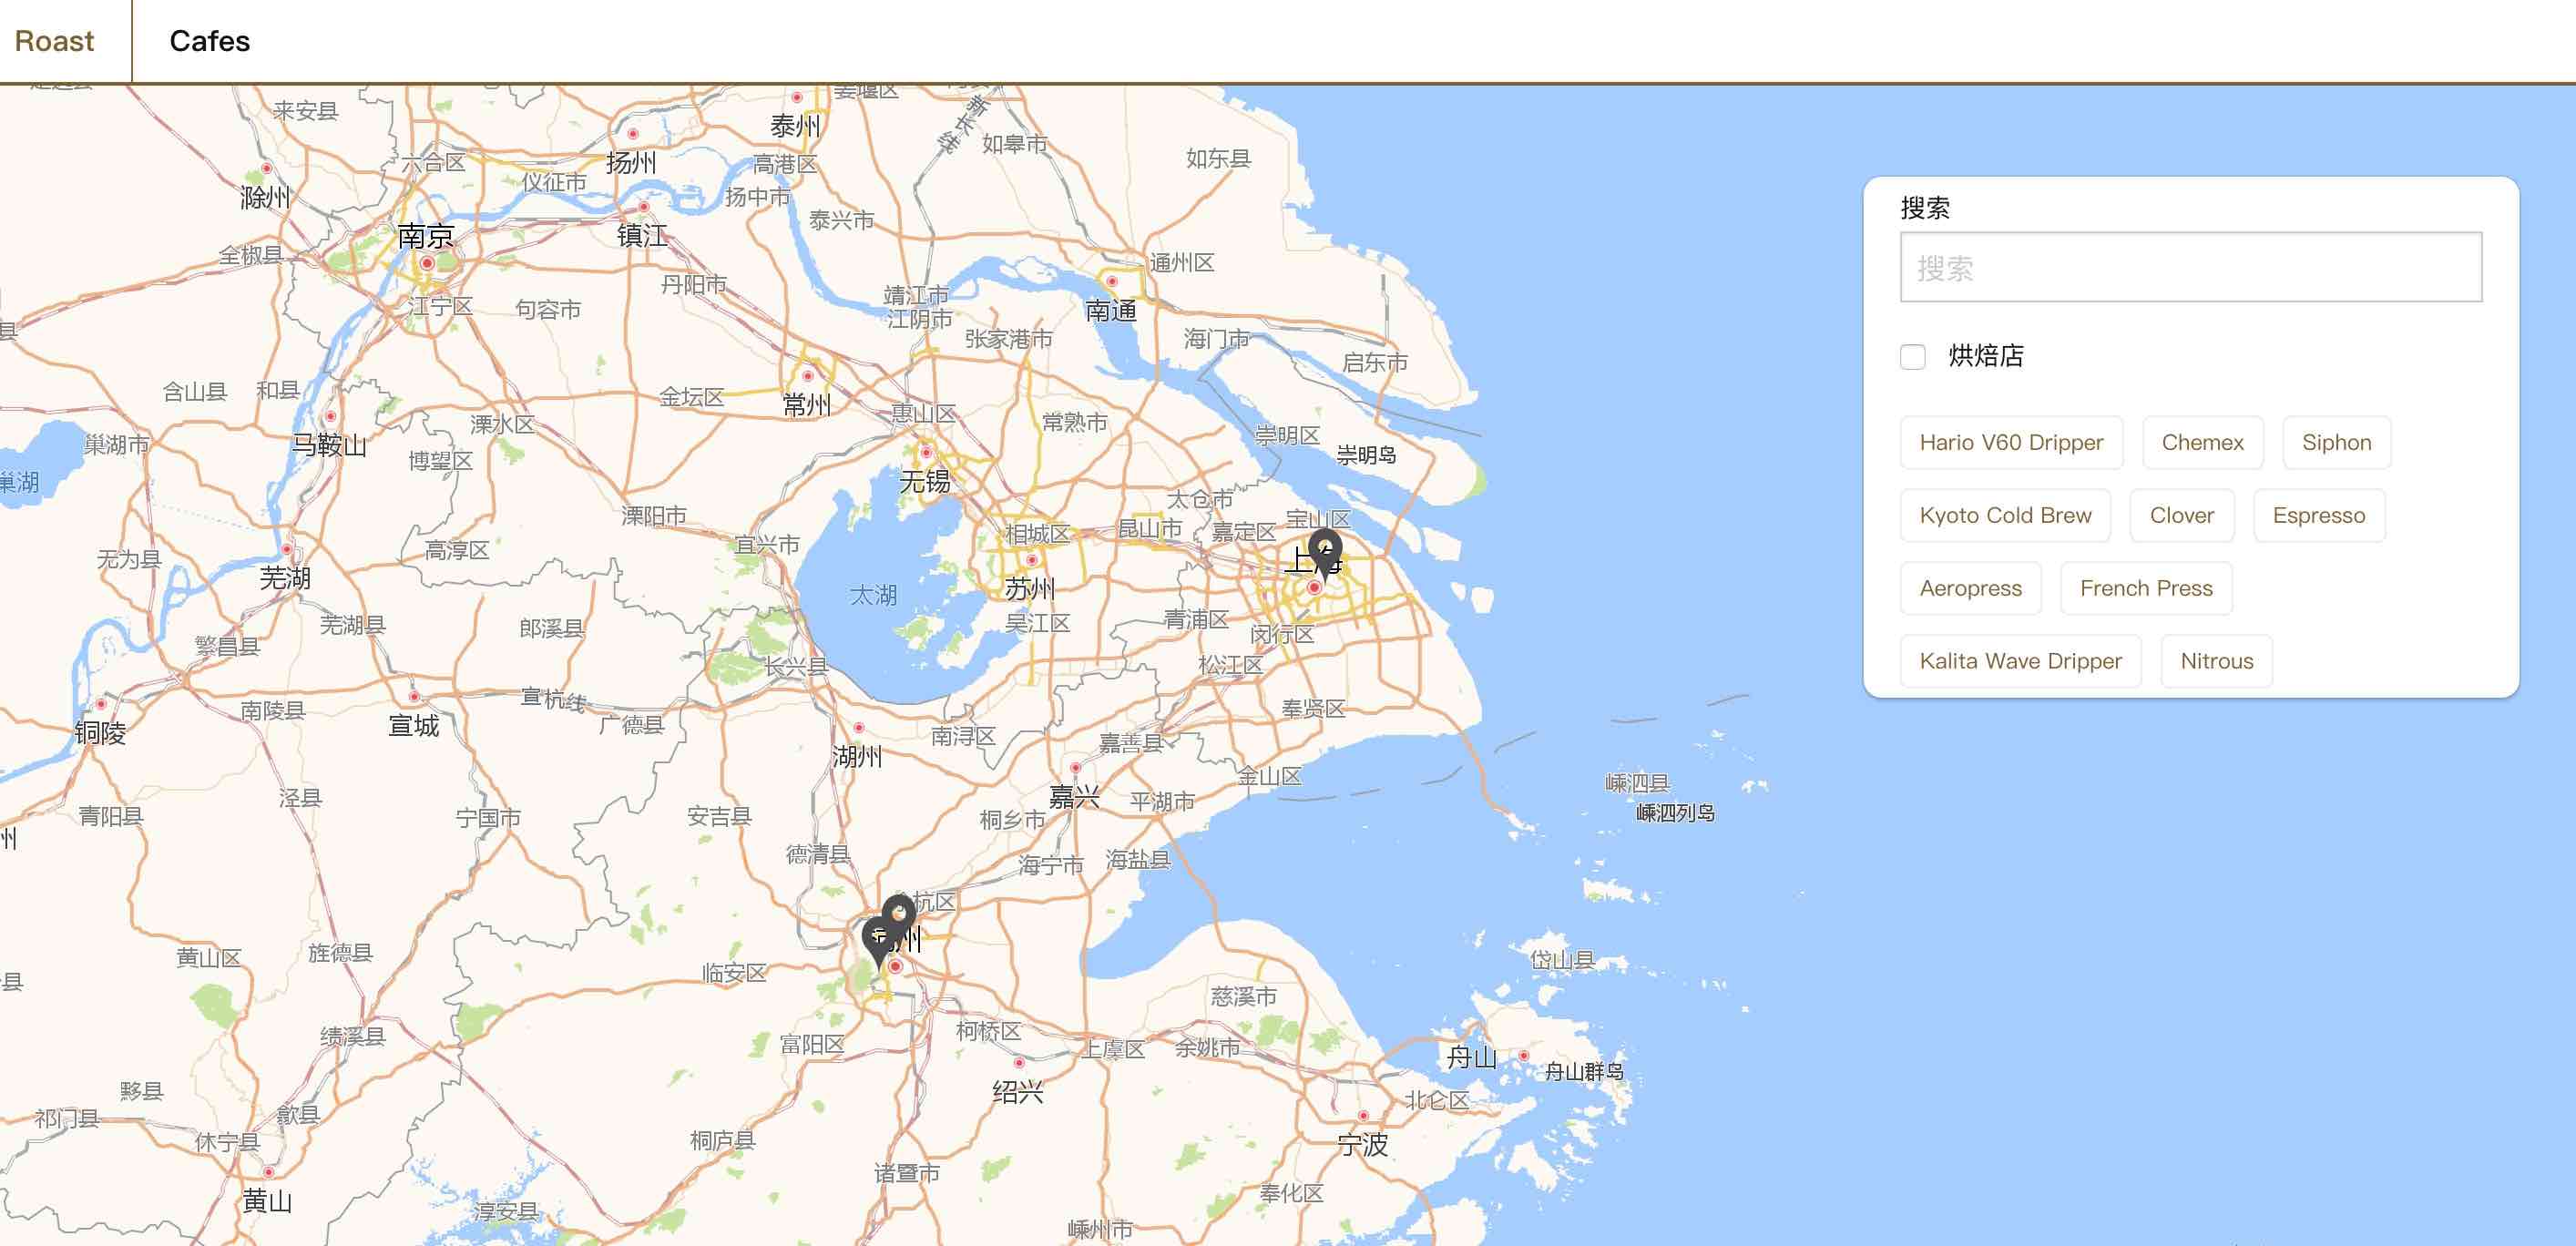 Roast
Cafes
来安县
泰州
姜堰区
新长线
如皋市
如东县
六合区
扬州
高港区
仪征市
扬中市
滁州
泰兴市
南京
镇江
全椒县
通州区
丹阳市
靖江市
江宁区
句容市
江阴市
南通
张家港市
海门市
县
启东市
含山县
和县
金坛区
常州
惠山区
常熟市
溧水区
巢湖市
马鞍山
崇明区
崇明岛
博望区
巢湖
无锡
太仓市
溧阳市
宝山区
相城区
昆山市
嘉定区
宜兴市
高淳区
无为县
上海
芜湖
太湖
苏州
青浦区
吴江区
芜湖县
郎溪县
闵行区
繁昌县
长兴县
松江区
宣杭线
南陵县
奉贤区
广德县
宣城
铜陵
南浔区
嘉善县
湖州
金山区
嵊泗县
嘉兴
平湖市
泾县
嵊泗列岛
青阳县
宁国市
安吉县
桐乡市
州
德清县
海宁市
海盐县
杭区
州
黄山区
旌德县
岱山县
临安区
县
慈溪市
绩溪县
富阳区
柯桥区
上虞区
余姚市
舟山
舟山群岛
黟县
绍兴
北仑区
祁门县
歙县
休宁县
桐庐县
宁波
诸暨市
黄山
奉化区
淳安县
嵊州市
搜索
搜索
烘焙店
Hario V60 Dripper
Chemex
Siphon
Kyoto Cold Brew
Clover
Espresso
Aeropress
French Press
Kalita Wave Dripper
Nitrous